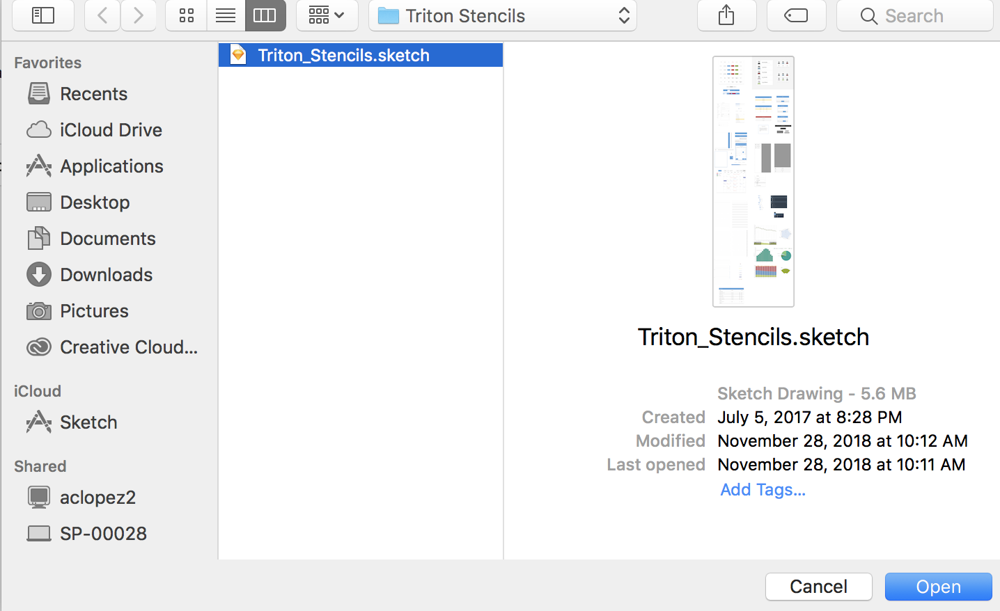 Triton Stencils
Search
Favorites
Recents
iCloud Drive
Applications
Desktop
Documents
Downloads
Pictures
Creative Cloud...
iCloud
Sketch
Shared
aclopez2
SP-00028
Triton_Stencils.sketch
Triton_Stencils.sketch
Sketch Drawing - 5.6 MB
Created July 5, 2017 at 8:28 PM
Modified November 28, 2018 at 10:12 AM
Last opened November 28, 2018 at 10:11 AM
Add Tags...
Cancel
Open